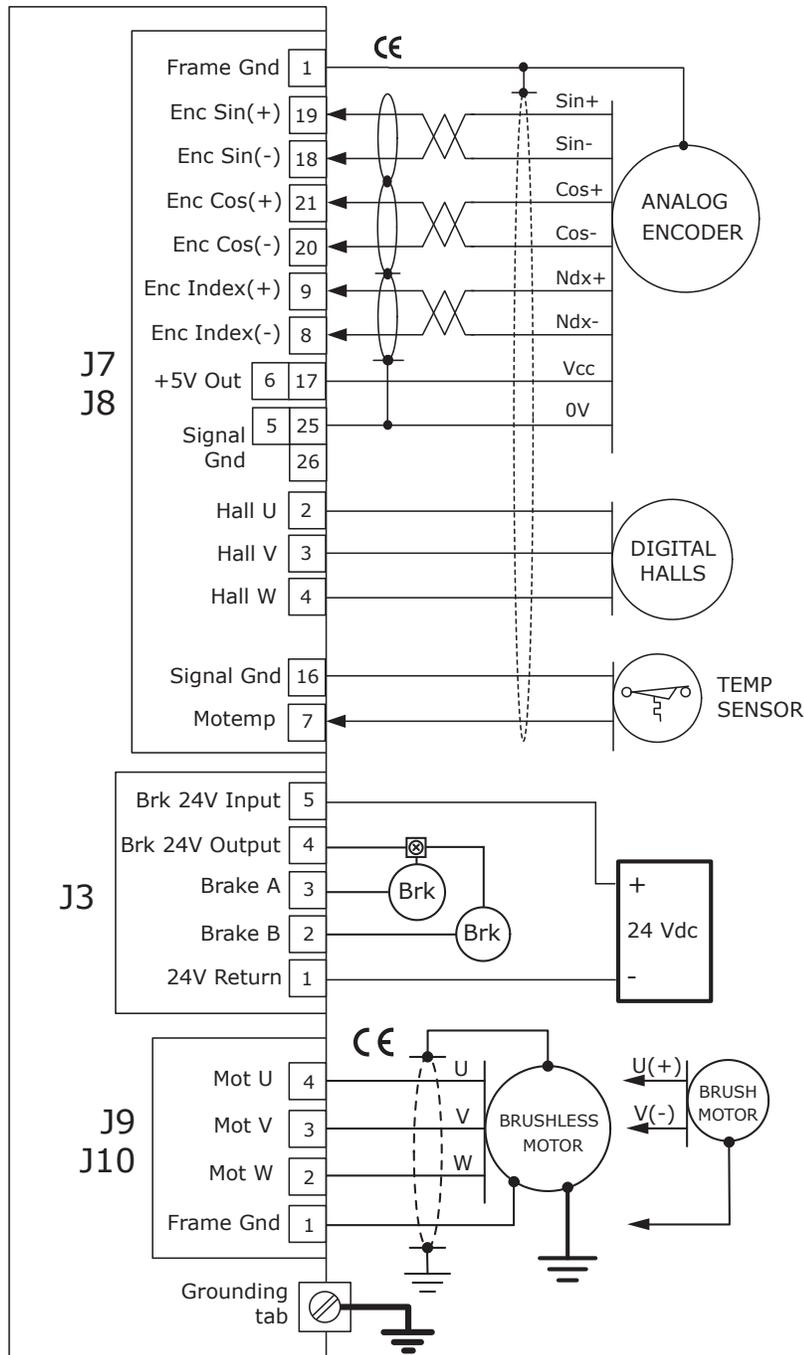 CE
Frame Gnd 1
Enc Sin(+) 19 Sin+
Enc Sin(-) 18 Sin-
Enc Cos(+) 21 Cos+
Enc Cos(-) 20 Cos-
Enc Index(+) 9 Ndx+
Enc Index(-) 8 Ndx-
ANALOG
ENCODER
J7
J8
+5V Out 6 17 Vcc
Signal
Gnd
5 25 0V
26
Hall U 2
Hall V 3
Hall W 4
DIGITAL
HALLS
Signal Gnd 16
Motemp 7
TEMP
SENSOR
J3
Brk 24V Input 5
Brk 24V Output 4
Brake A 3 Brk
Brake B 2 Brk
24V Return 1
+
24 Vdc
-
CE
J9
J10
Mot U 4 U
Mot V 3 V
Mot W 2 W
Frame Gnd 1
BRUSHLESS
MOTOR
U(+)
V(-)
BRUSH
MOTOR
Grounding
tab